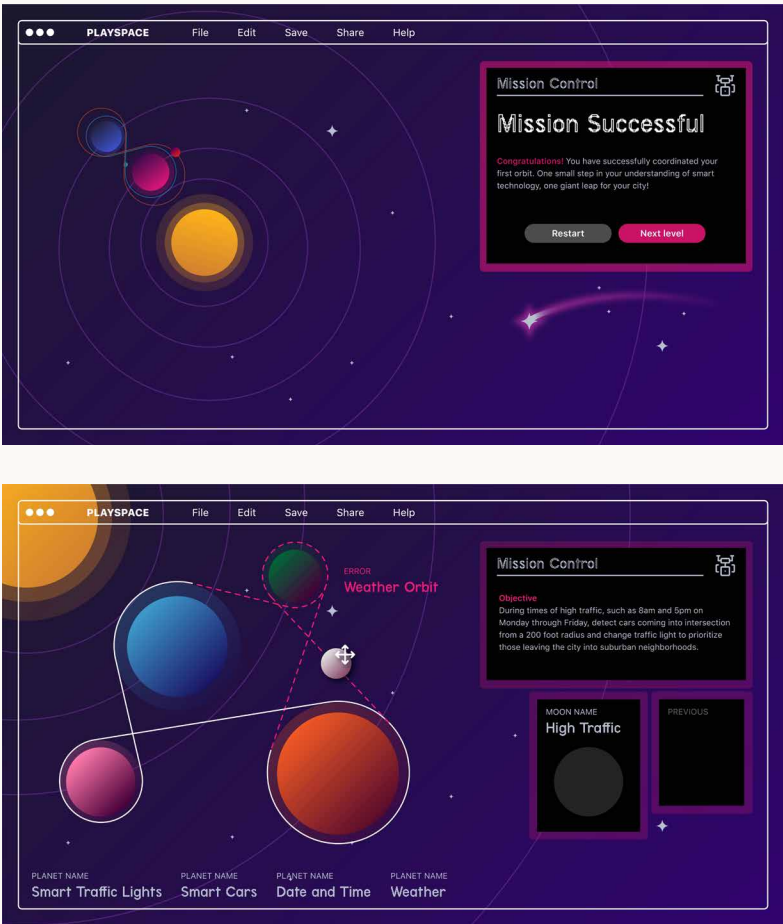 PLAYSPACE File Edit Save Share Help
Mission Control
Mission Successful
Congratulations! You have successfully coordinated your
first orbit. One small step in your understanding of smart
technology, one giant leap for your city!
Restart Next level
PLAYSPACE File Edit Save Share Help
ERROR
Weather Orbit
Mission Control
Objective
During times of high traffic, such as 8am and 5pm on
Monday through Friday, detect cars coming into intersection
from a 200 foot radius and change traffic light to prioritize
those leaving the city into suburban neighborhoods.
MOON NAME
High Traffic
PREVIOUS
PLANET NAME
Smart Traffic Lights
PLANET NAME
Smart Cars
PLANET NAME
Date and Time
PLANET NAME
Weather